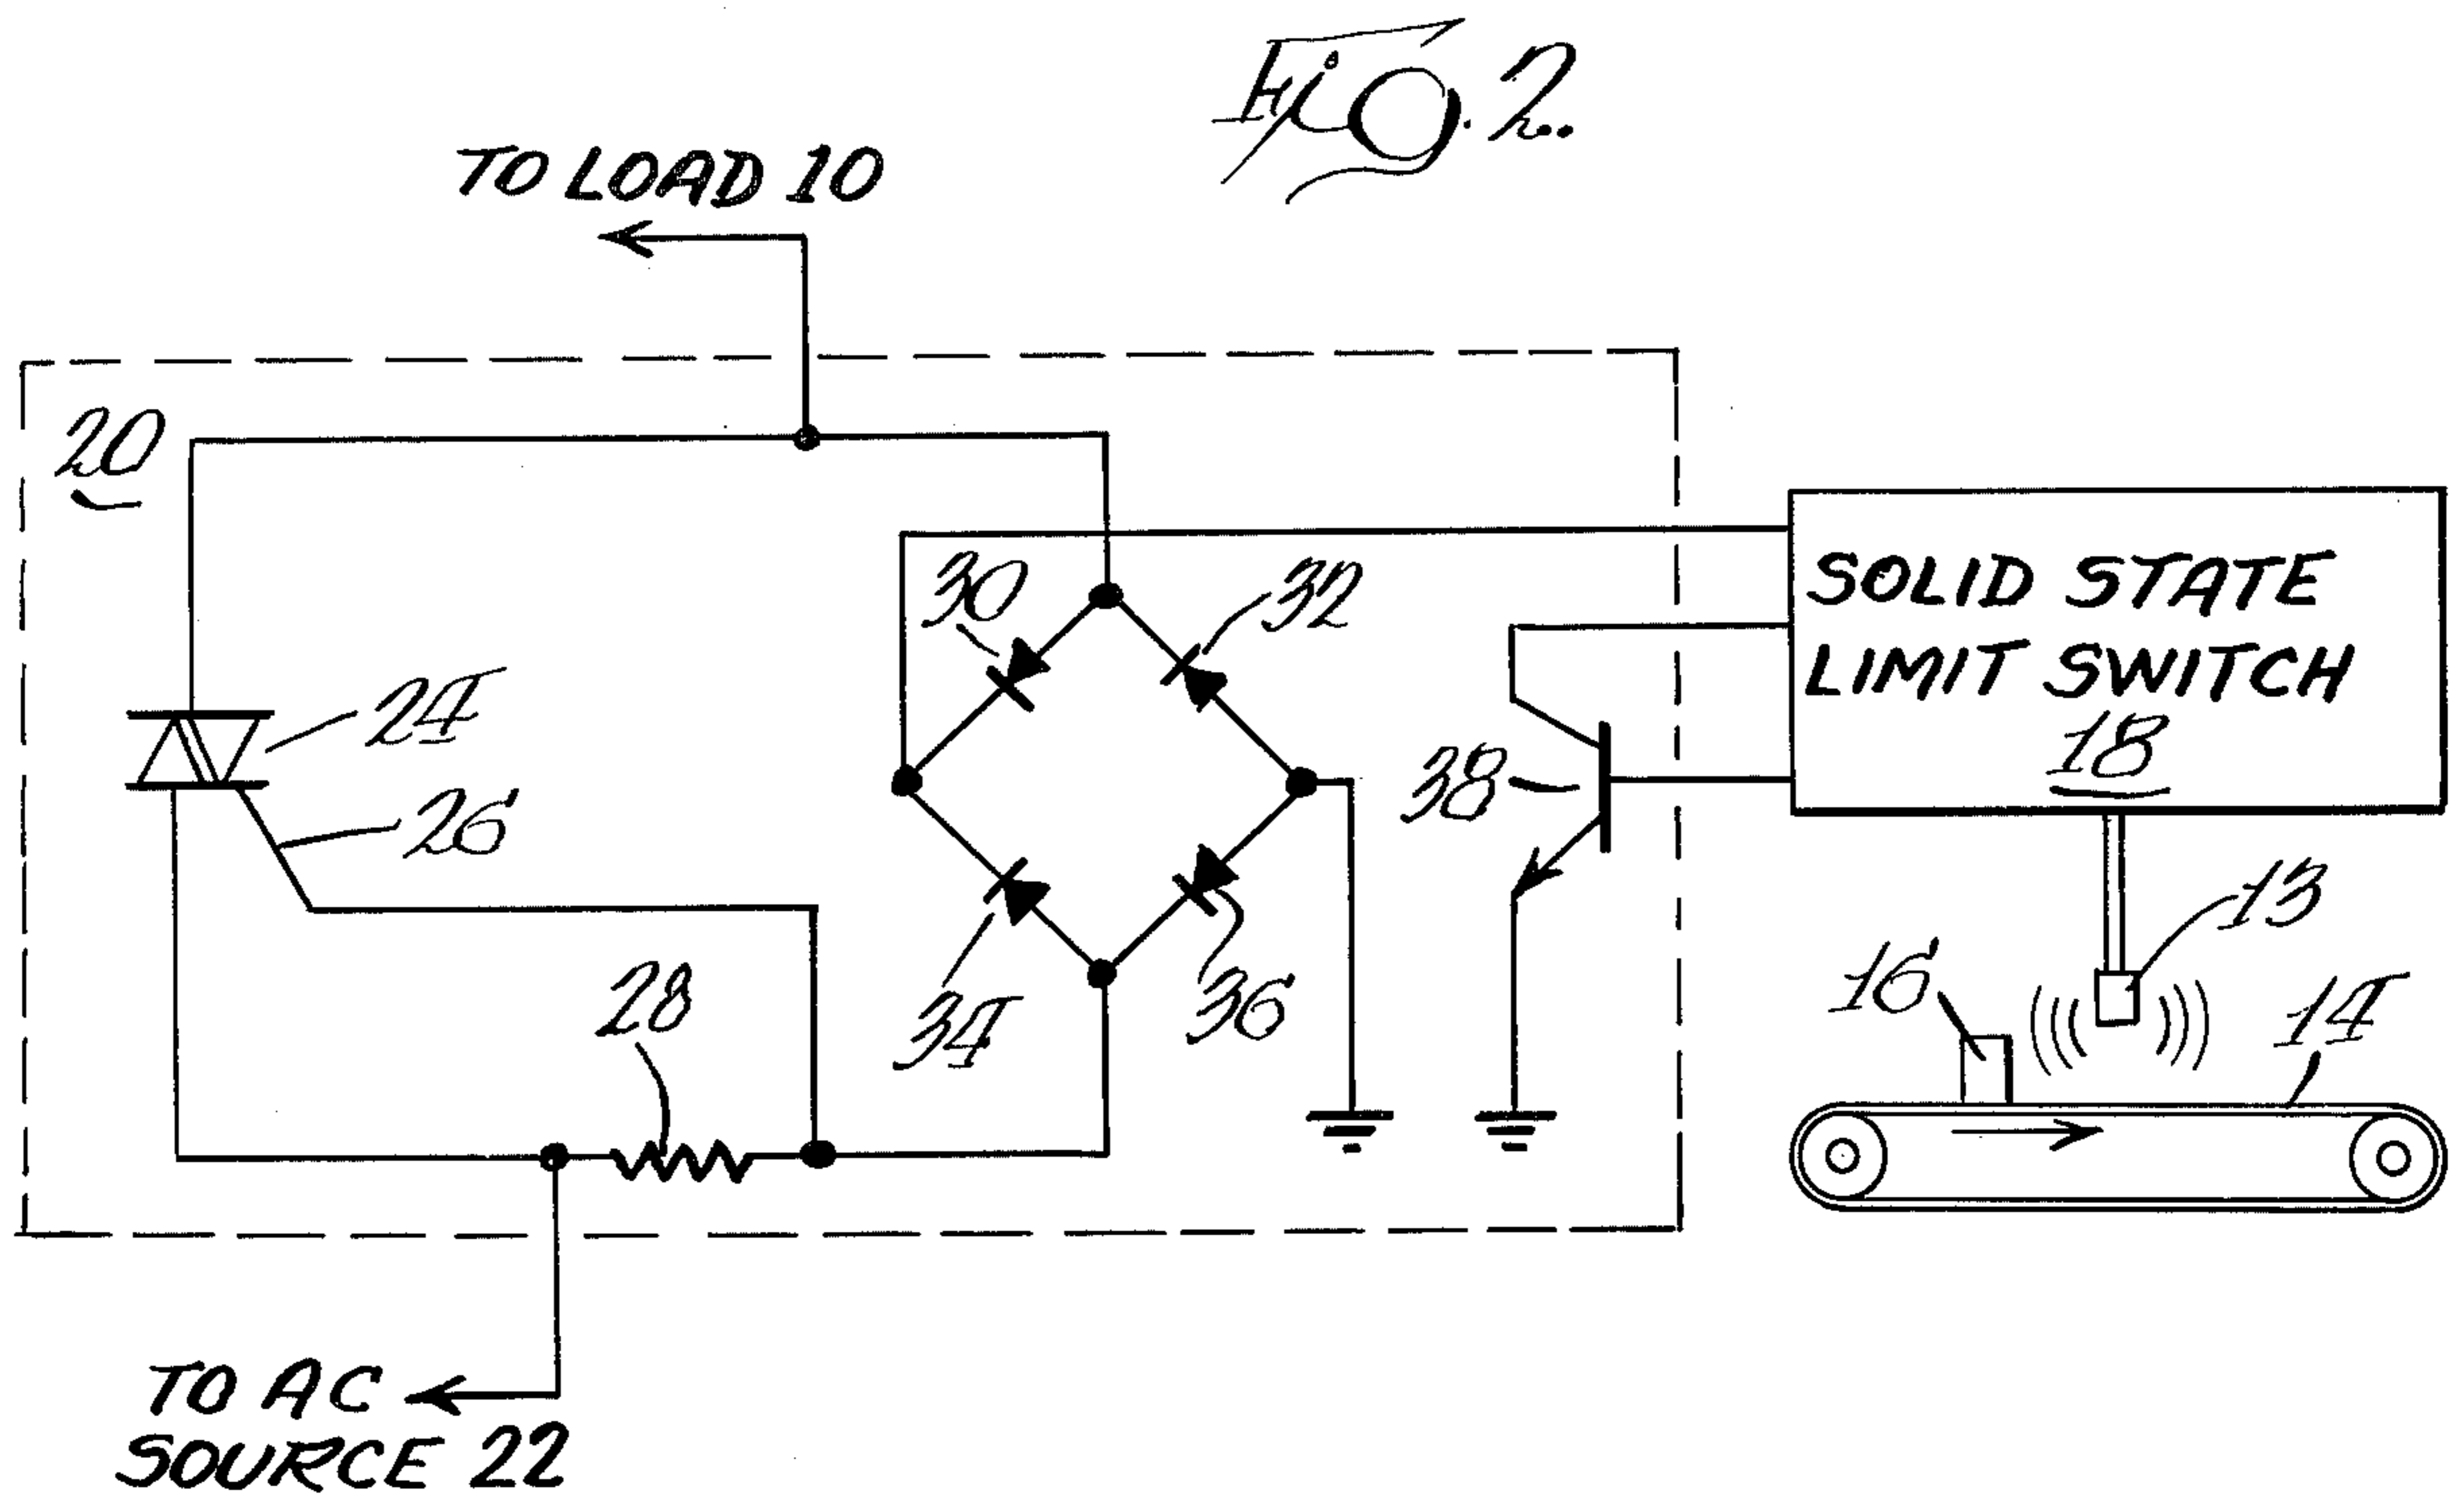 Fig. 2.
TO LOAD 10
20
30
32
SOLID STATE
LIMIT SWITCH
18
24
38
26
13
16
28
34
36
14
TO AC
SOURCE 22